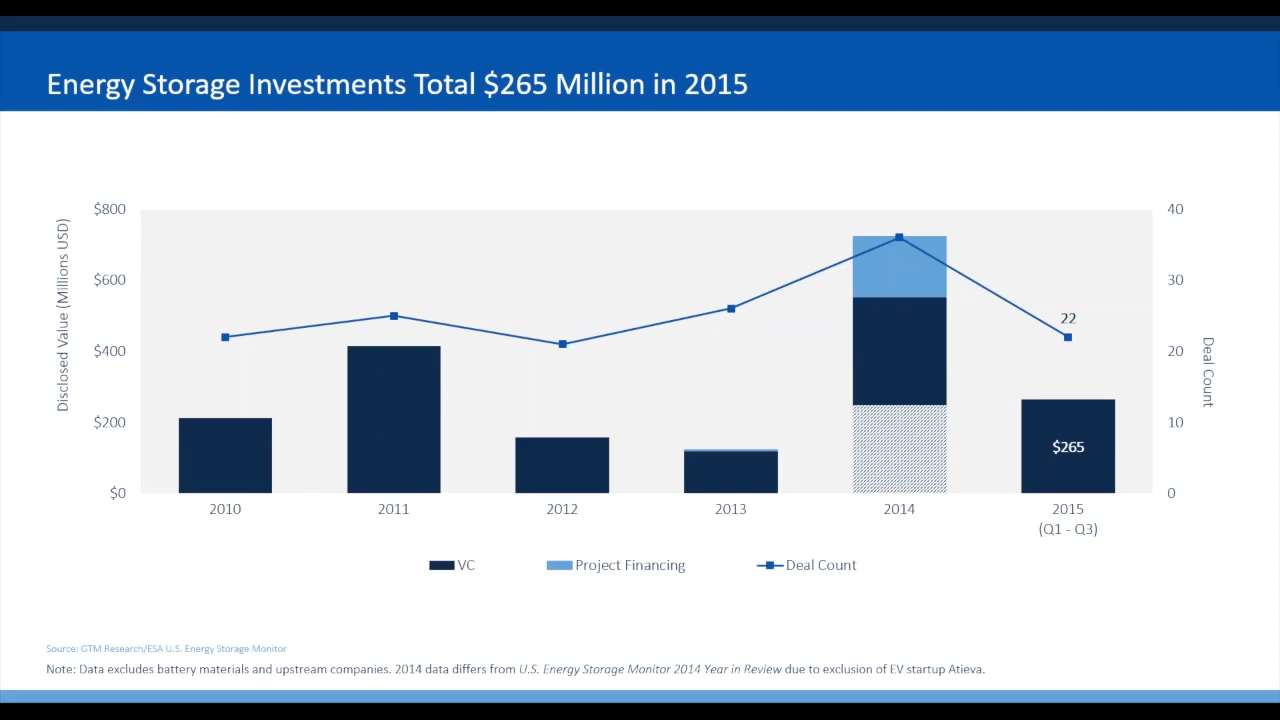 Energy Storage Investments Total $265 Million in 2015
Disclosed Value (Millions USD)
$800
$600
$400
$200
$0
22
$265
40
30
20
10
0
Deal Count
2010
2011
2012
2013
2014
2015
(Q1 - Q3)
VC
Project Financing
Deal Count
Source: GTM Research/ESA U.S. Energy Storage Monitor
Note: Data excludes battery materials and upstream companies. 2014 data differs from U.S. Energy Storage Monitor 2014 Year in Review due to exclusion of EV startup Atieva.